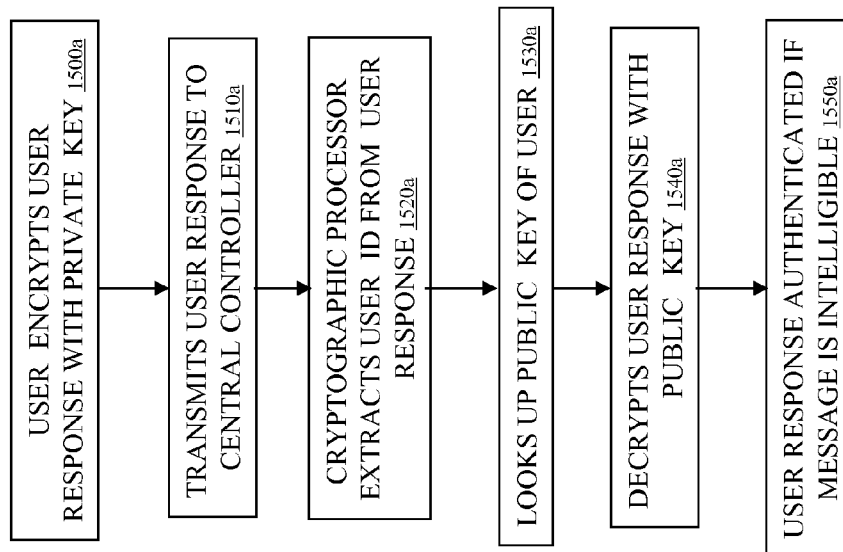 USER ENCRYPTS USER
RESPONSE WITH PRIVATE KEY 1500a
TRANSMITS USER RESPONSE TO
CENTRAL CONTROLLER 1510a
CRYPTOGRAPHIC PROCESSOR
EXTRACTS USER ID FROM USER
RESPONSE 1520a
LOOKS UP PUBLIC KEY OF USER 1530a
DECRYPTS USER RESPONSE WITH
PUBLIC KEY 1540a
USER RESPONSE AUTHENTICATED IF
MESSAGE IS INTELLIGIBLE 1550a